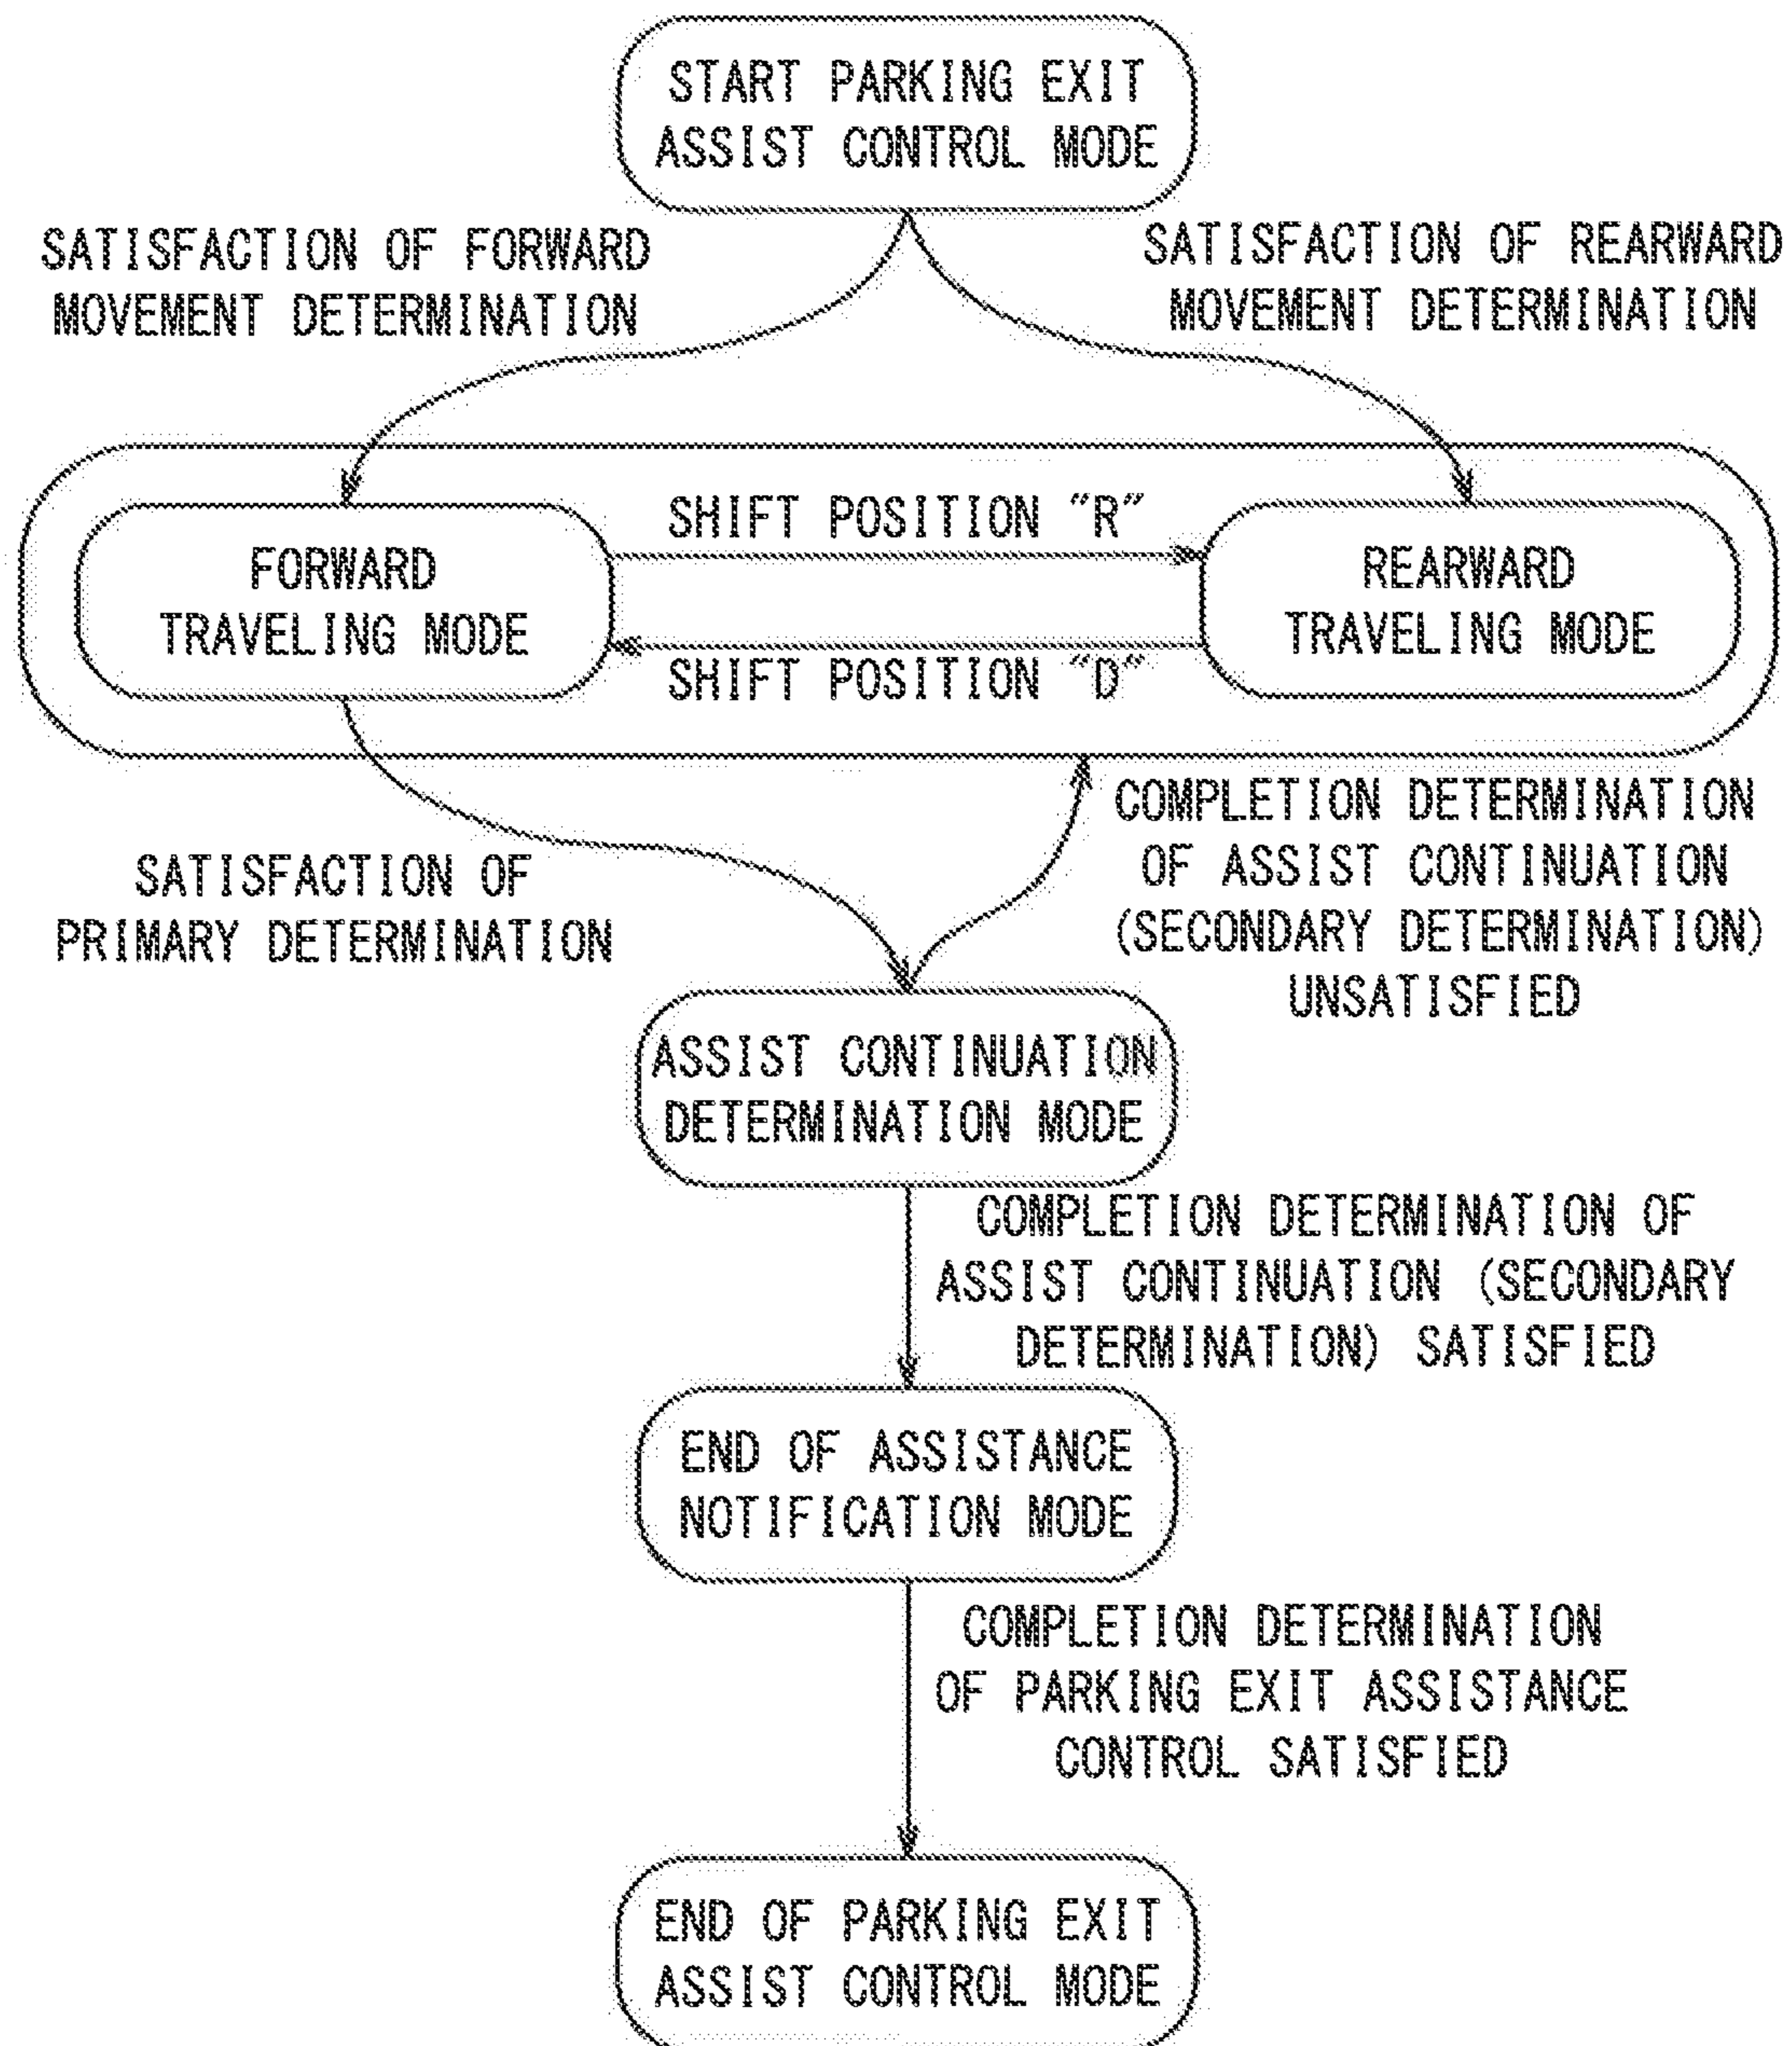 START PARKING EXIT
ASSIST CONTROL MODE
SATISFACTION OF FORWARD
MOVEMENT DETERMINATION
SATISFACTION OF REARWARD
MOVEMENT DETERMINATION
SHIFT POSITION "R"
FORWARD
TRAVELING MODE
REARWARD
TRAVELING MODE
SHIFT POSITION "D"
SATISFACTION OF
PRIMARY DETERMINATION
COMPLETION DETERMINATION
OF ASSIST CONTINUATION
(SECONDARY DETERMINATION)
UNSATISFIED
ASSIST CONTINUATION
DETERMINATION MODE
COMPLETION DETERMINATION OF
ASSIST CONTINUATION (SECONDARY
DETERMINATION) SATISFIED
END OF ASSISTANCE
NOTIFICATION MODE
COMPLETION DETERMINATION
OF PARKING EXIT ASSISTANCE
CONTROL SATISFIED
END OF PARKING EXIT
ASSIST CONTROL MODE